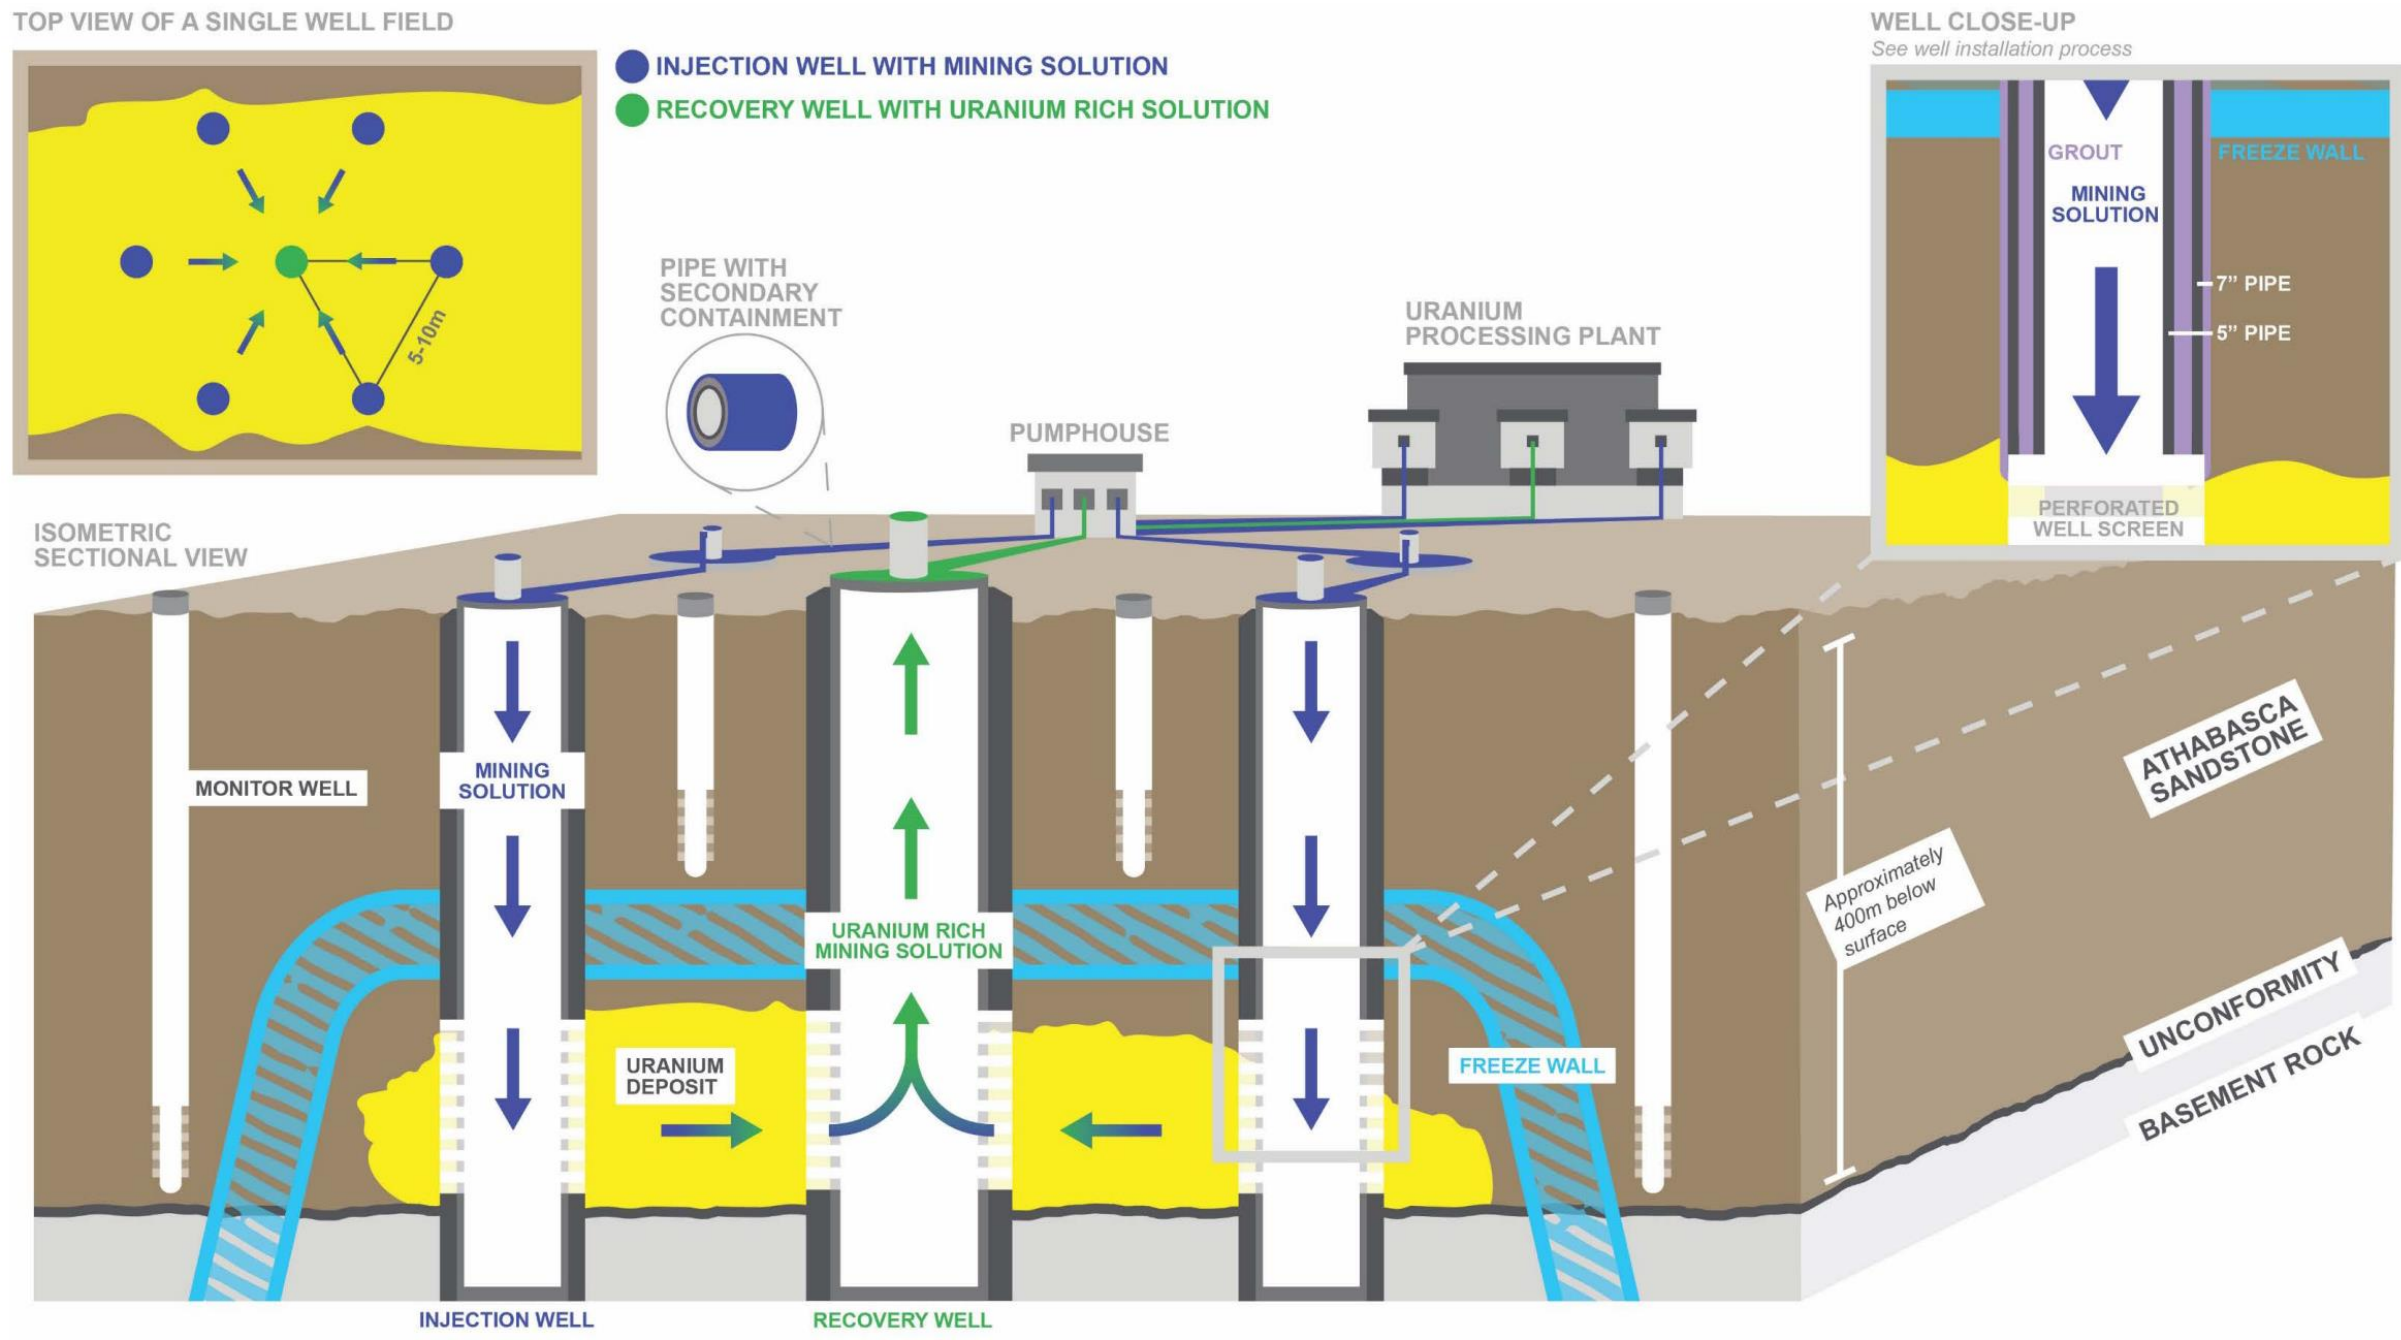 TOP VIEW OF A SINGLE WELL FIELD
INJECTION WELL WITH MINING SOLUTION
RECOVERY WELL WITH URANIUM RICH SOLUTION
5-10m
WELL CLOSE-UP
See well installation process
GROUT
FREEZE WALL
MINING
SOLUTION
7” PIPE
5” PIPE
PERFORATED
WELL SCREEN
PIPE WITH
SECONDARY
CONTAINMENT
URANIUM
PROCESSING PLANT
PUMPHOUSE
ISOMETRIC
SECTIONAL VIEW
MONITOR WELL
MINING
SOLUTION
URANIUM RICH
MINING SOLUTION
URANIUM
DEPOSIT
FREEZE WALL
ATHABASCA
SANDSTONE
Approximately
400m below
surface
UNCONFORMITY
BASEMENT ROCK
INJECTION WELL
RECOVERY WELL